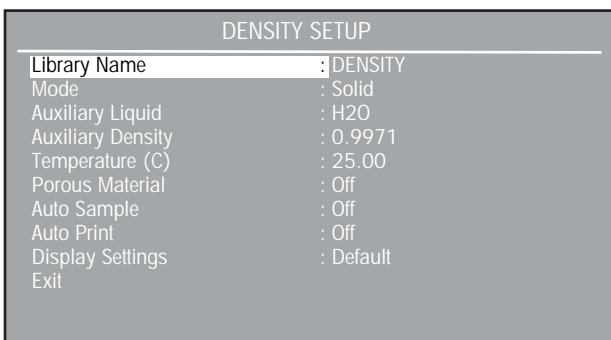 DENSITY SETUP
Library Name : DENSITY
Mode : Solid
Auxiliary Liquid : H2O
Auxiliary Density : 0.9971
Temperature (C) : 25.00
Porous Material : Off
Auto Sample : Off
Auto Print : Off
Display Settings : Default
Exit